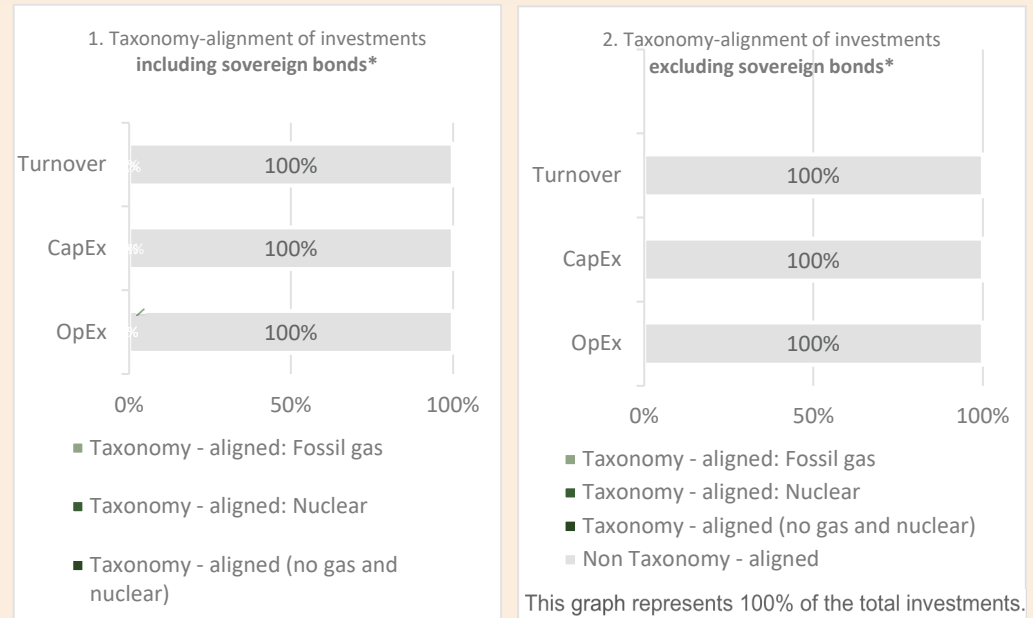 1. Taxonomy-alignment of investments
including sovereign bonds*
Turnover
100%
CapEx
100%
OpEx
100%
0%
50%
100%
Taxonomy - aligned: Fossil gas
Taxonomy - aligned: Nuclear
Taxonomy - aligned (no gas and
nuclear)
2. Taxonomy-alignment of investments
excluding sovereign bonds*
Turnover
100%
CapEx
100%
OpEx
100%
0%
50%
100%
Taxonomy - aligned: Fossil gas
Taxonomy - aligned: Nuclear
Taxonomy - aligned (no gas and nuclear)
Non Taxonomy - aligned
This graph represents 100% of the total investments.